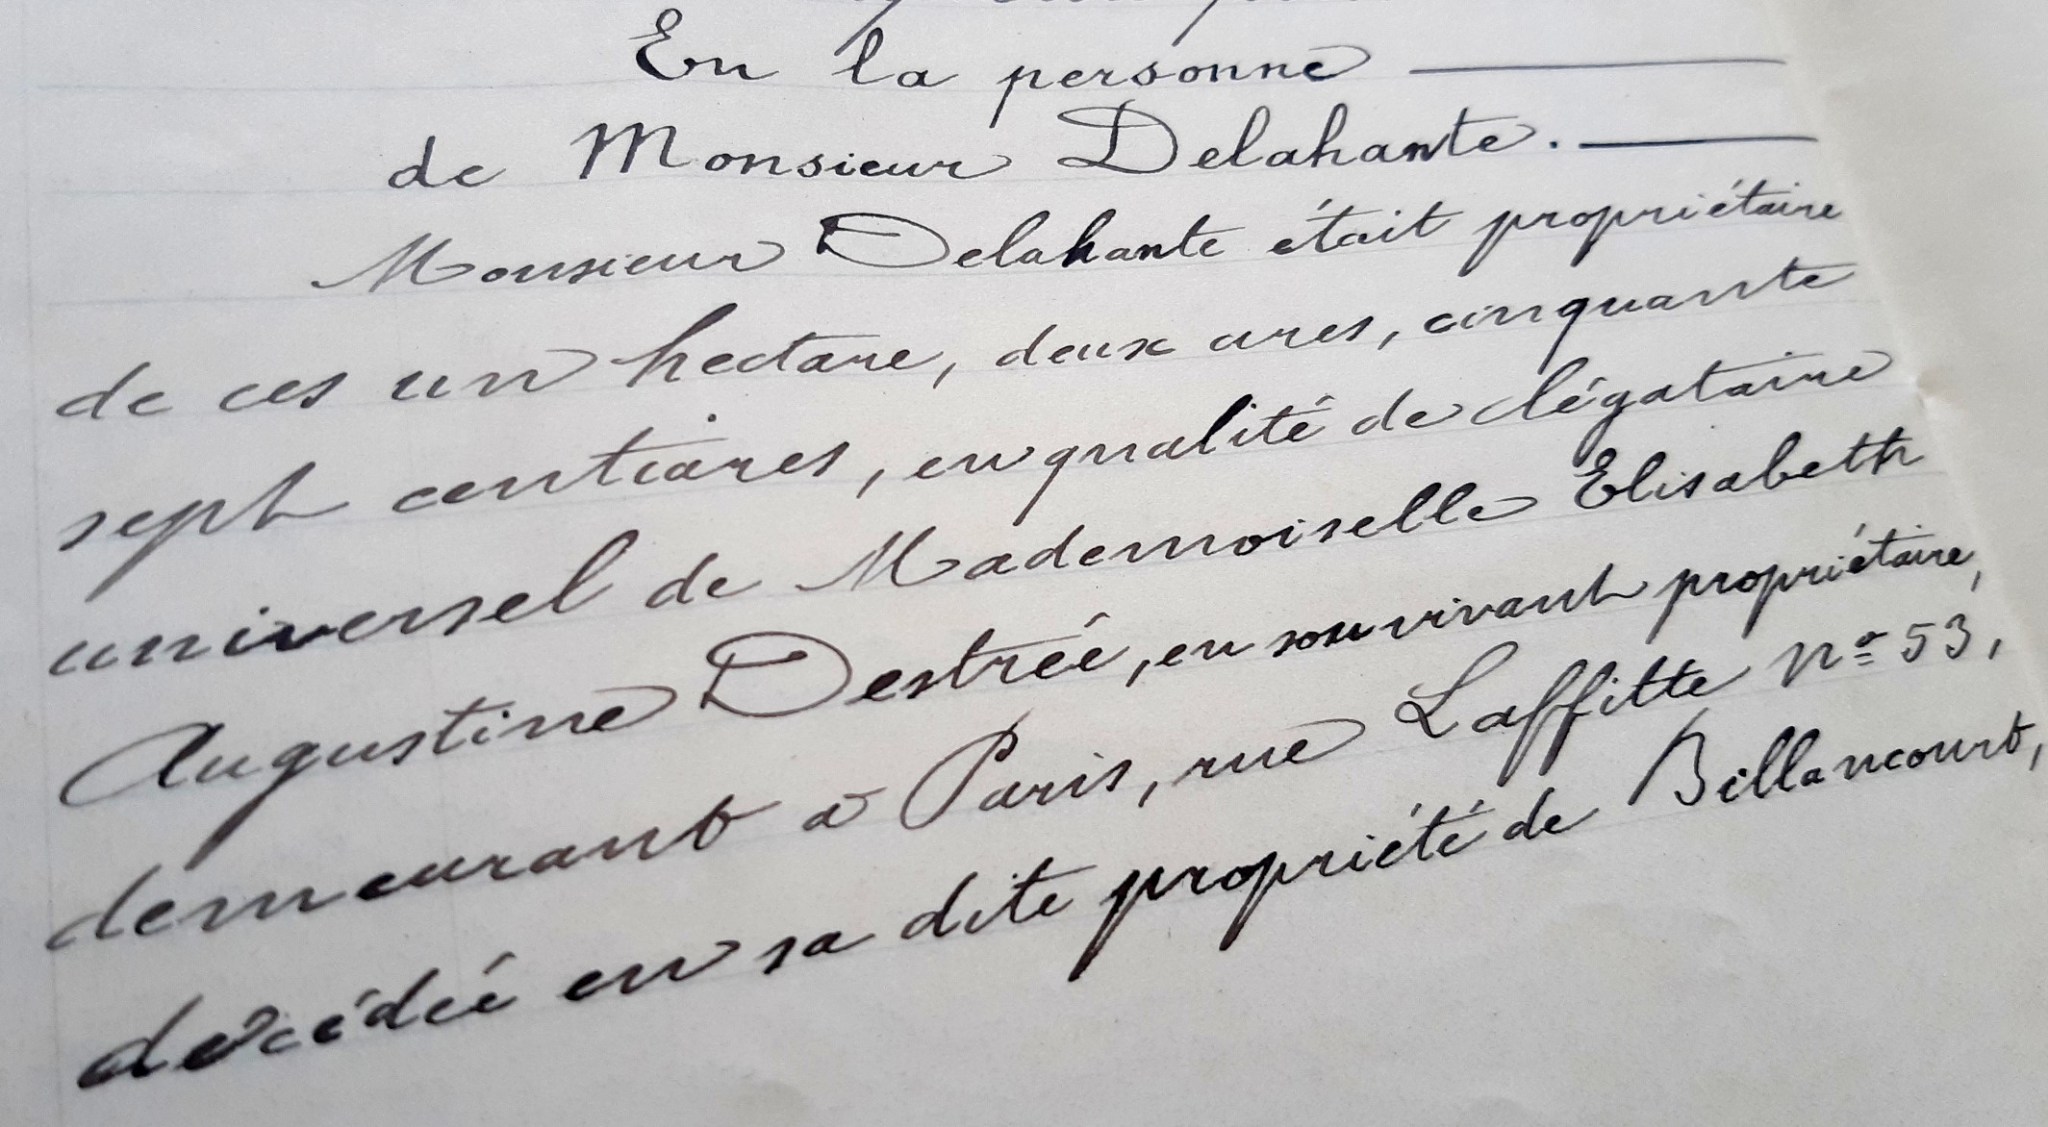 En la personne
de Monsieur Delahante.
Monsieur Delahante était propriétaire
de ces un hectare, deux ares, cinquante
sept centiares, en qualité de légataire
universel de Mademoiselle Elisabeth
Augustine Destrée, en son vivant propriétaire,
demeurant à Paris, rue Laffitte no 53,
décédée en sa dite propriété de Billancourt,